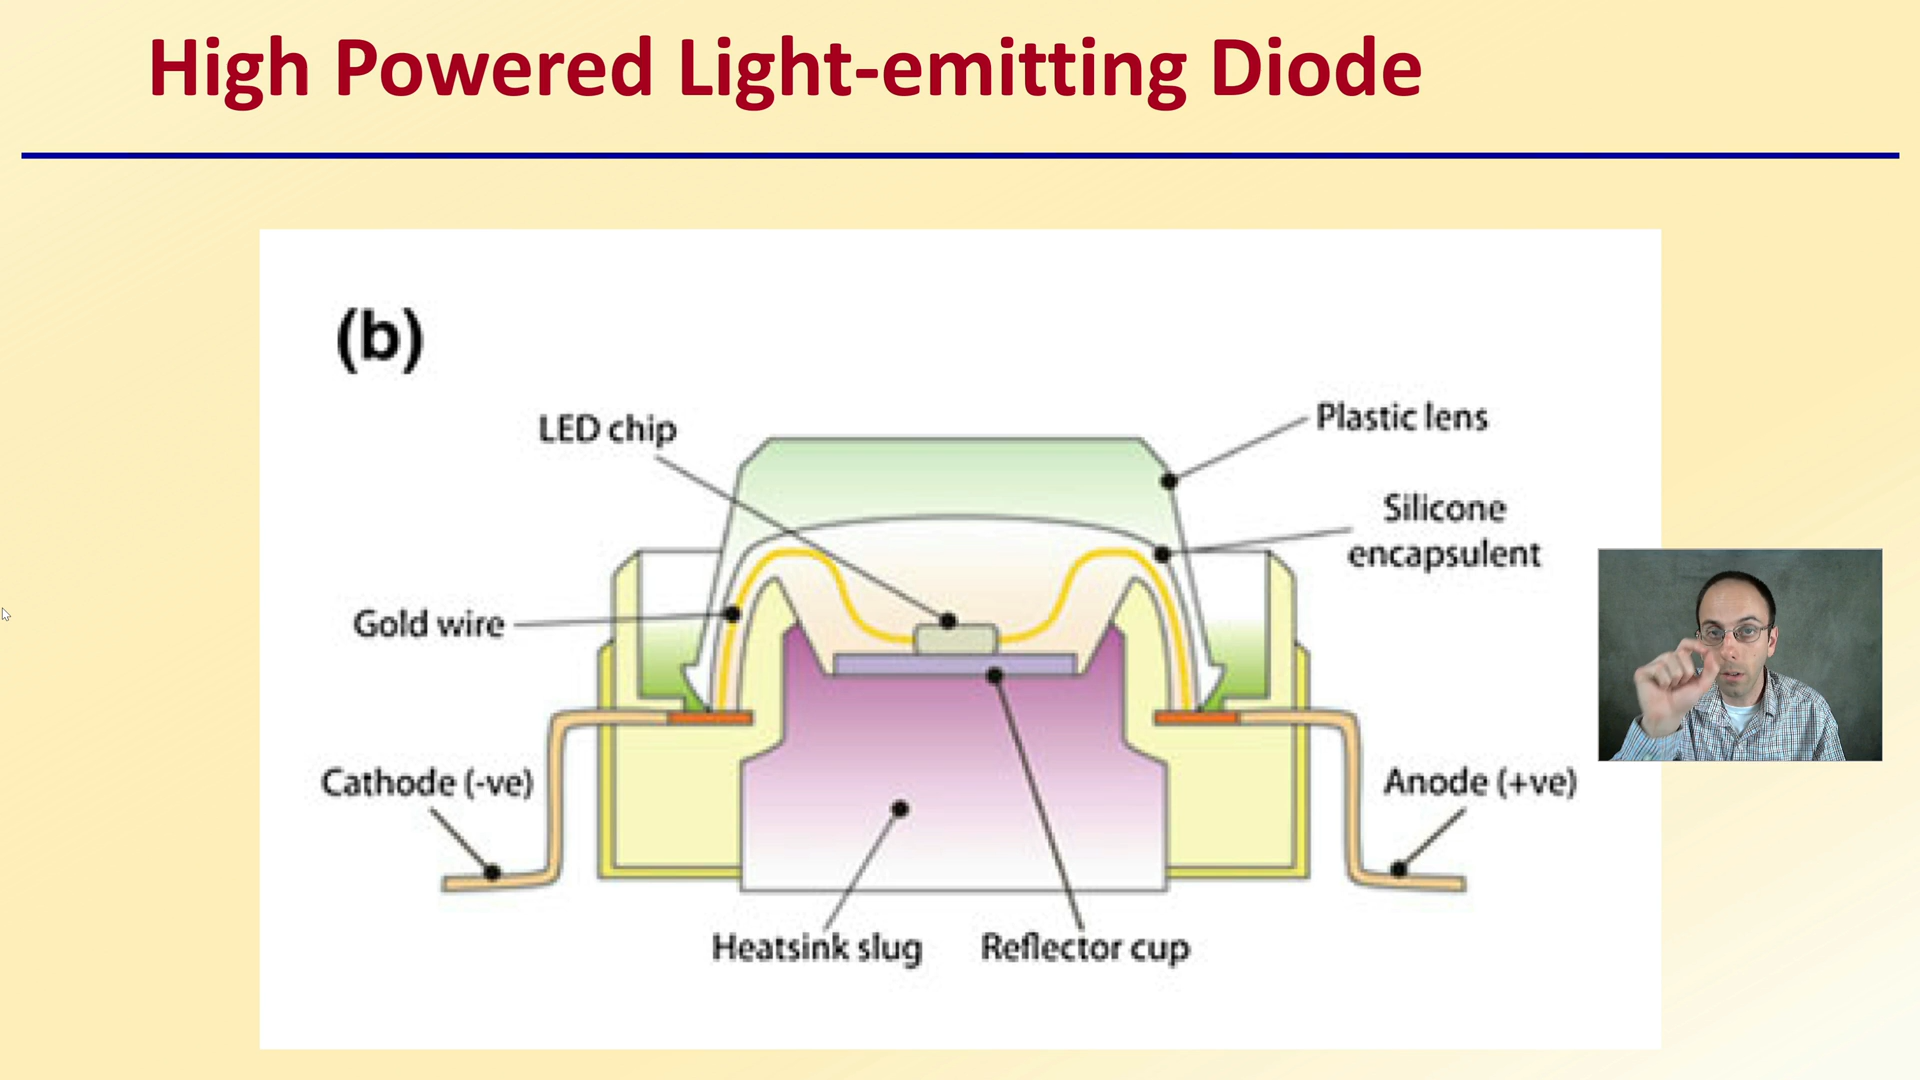 High Powered Light-emitting Diode
(b)
LED chip
Plastic lens
Silicone
encapsulent
Gold wire
Cathode (-ve)
Anode (+ve)
Heatsink slug
Reflector cup